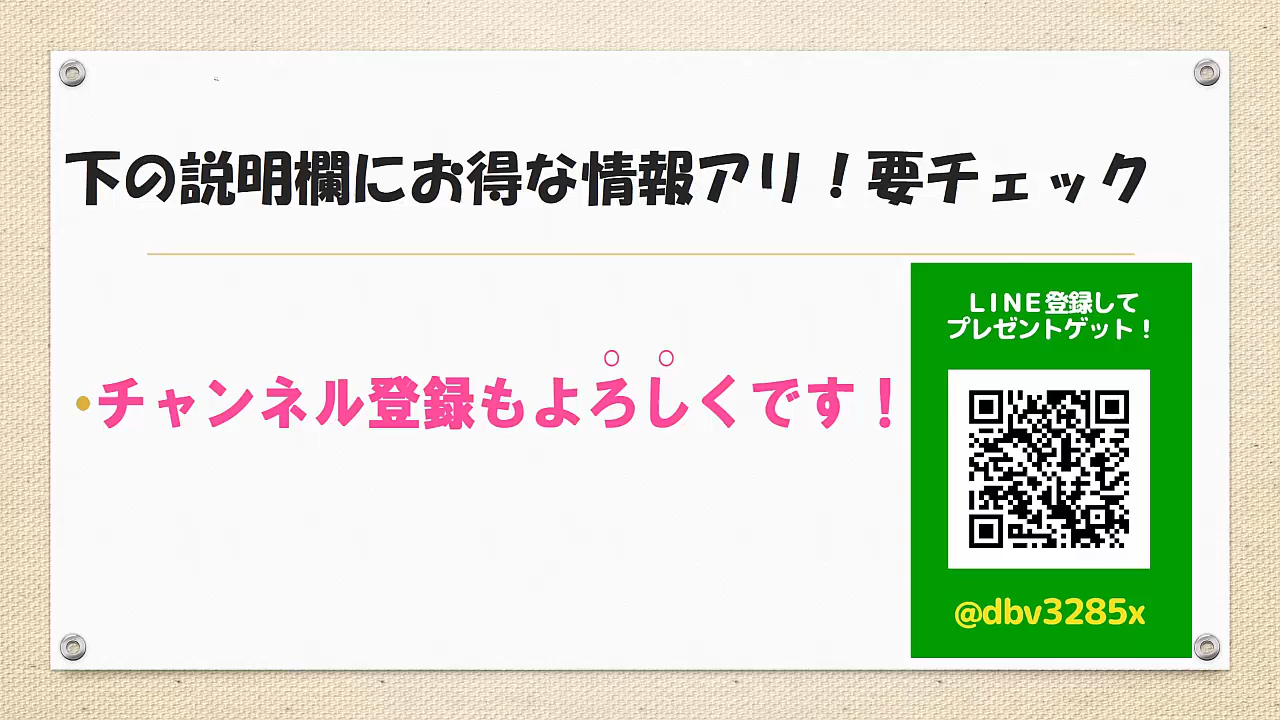 下の説明欄にお得な情報アリ！要チェック
•チャンネル登録もよろしくです！
LINE登録して
プレゼントゲット！
@dbv3285x